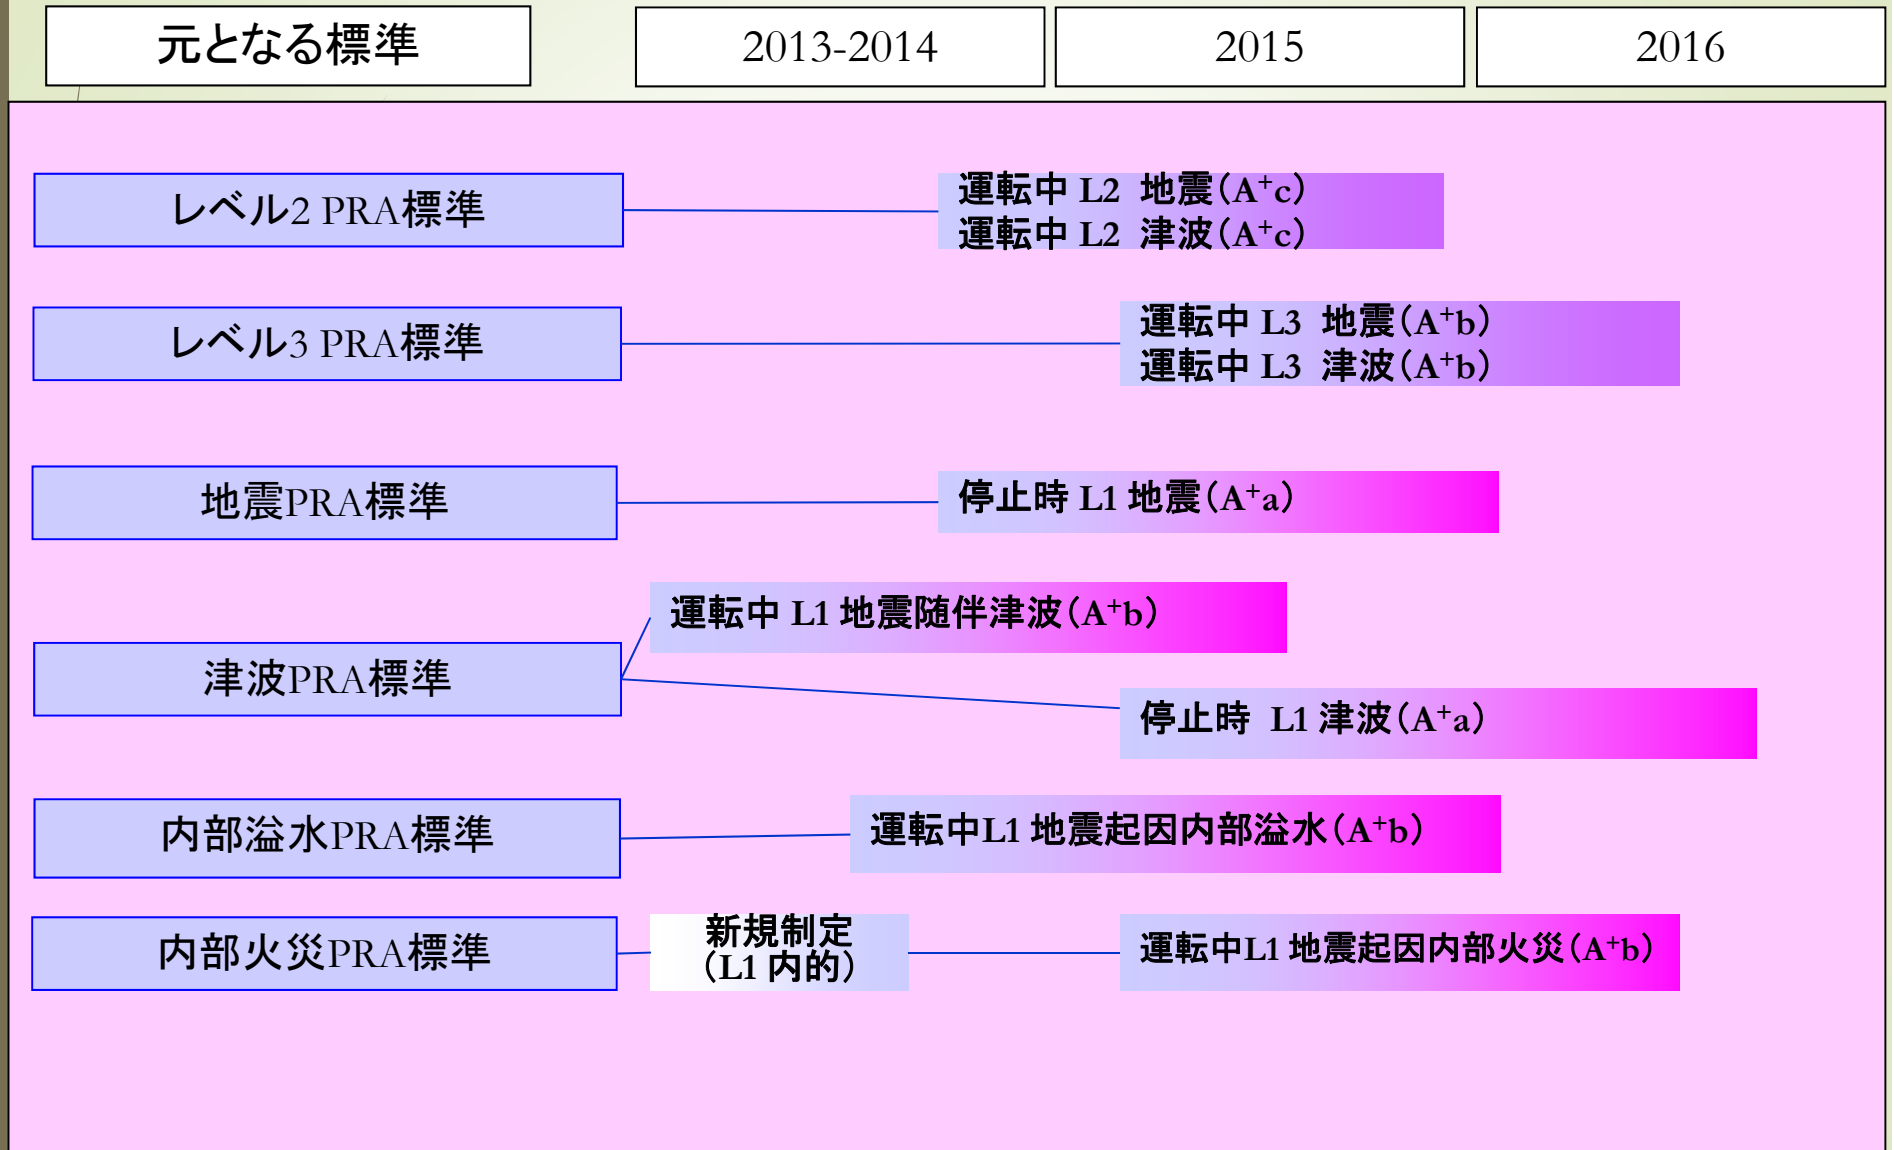 元となる標準
2013-2014
2015
2016
レベル2 PRA標準
運転中 L2 地震(A⁺c)
運転中 L2 津波(A⁺c)
レベル3 PRA標準
運転中 L3 地震(A⁺b)
運転中 L3 津波(A⁺b)
地震PRA標準
停止時 L1 地震(A⁺a)
運転中 L1 地震随伴津波(A⁺b)
津波PRA標準
停止時 L1 津波(A⁺a)
内部溢水PRA標準
運転中L1 地震起因内部溢水(A⁺b)
内部火災PRA標準
新規制定
(L1 内的)
運転中L1 地震起因内部火災(A⁺b)